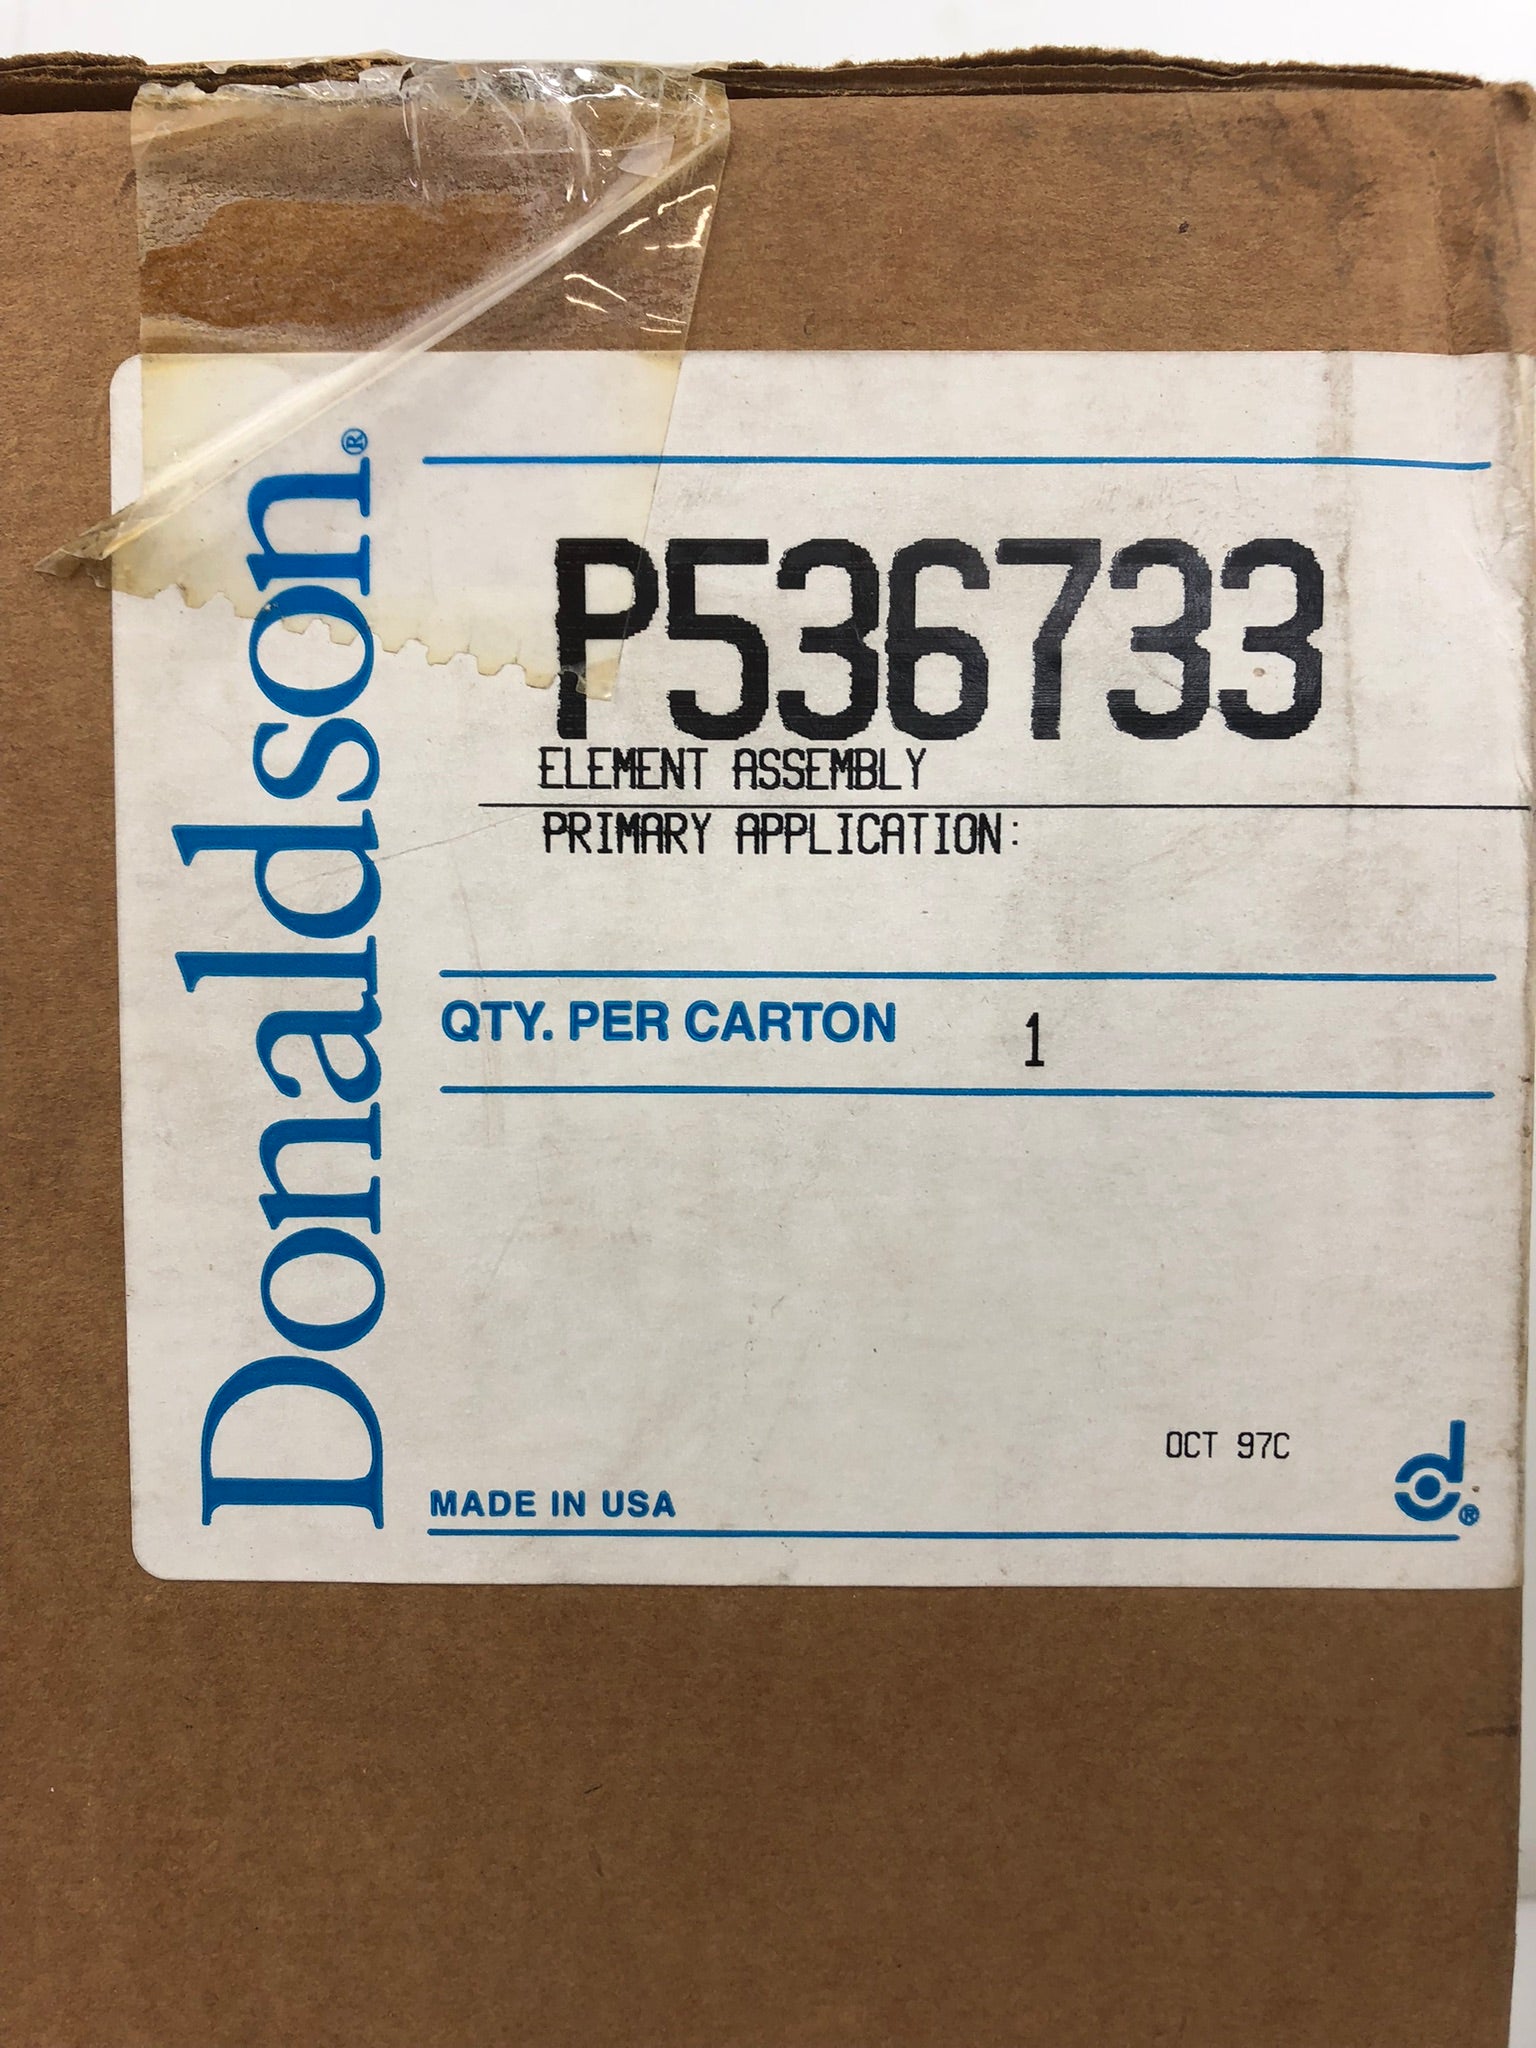 Donaldson®
P536733
ELEMENT ASSEMBLY
PRIMARY APPLICATION:
QTY. PER CARTON 1
OCT 97C
MADE IN USA
®